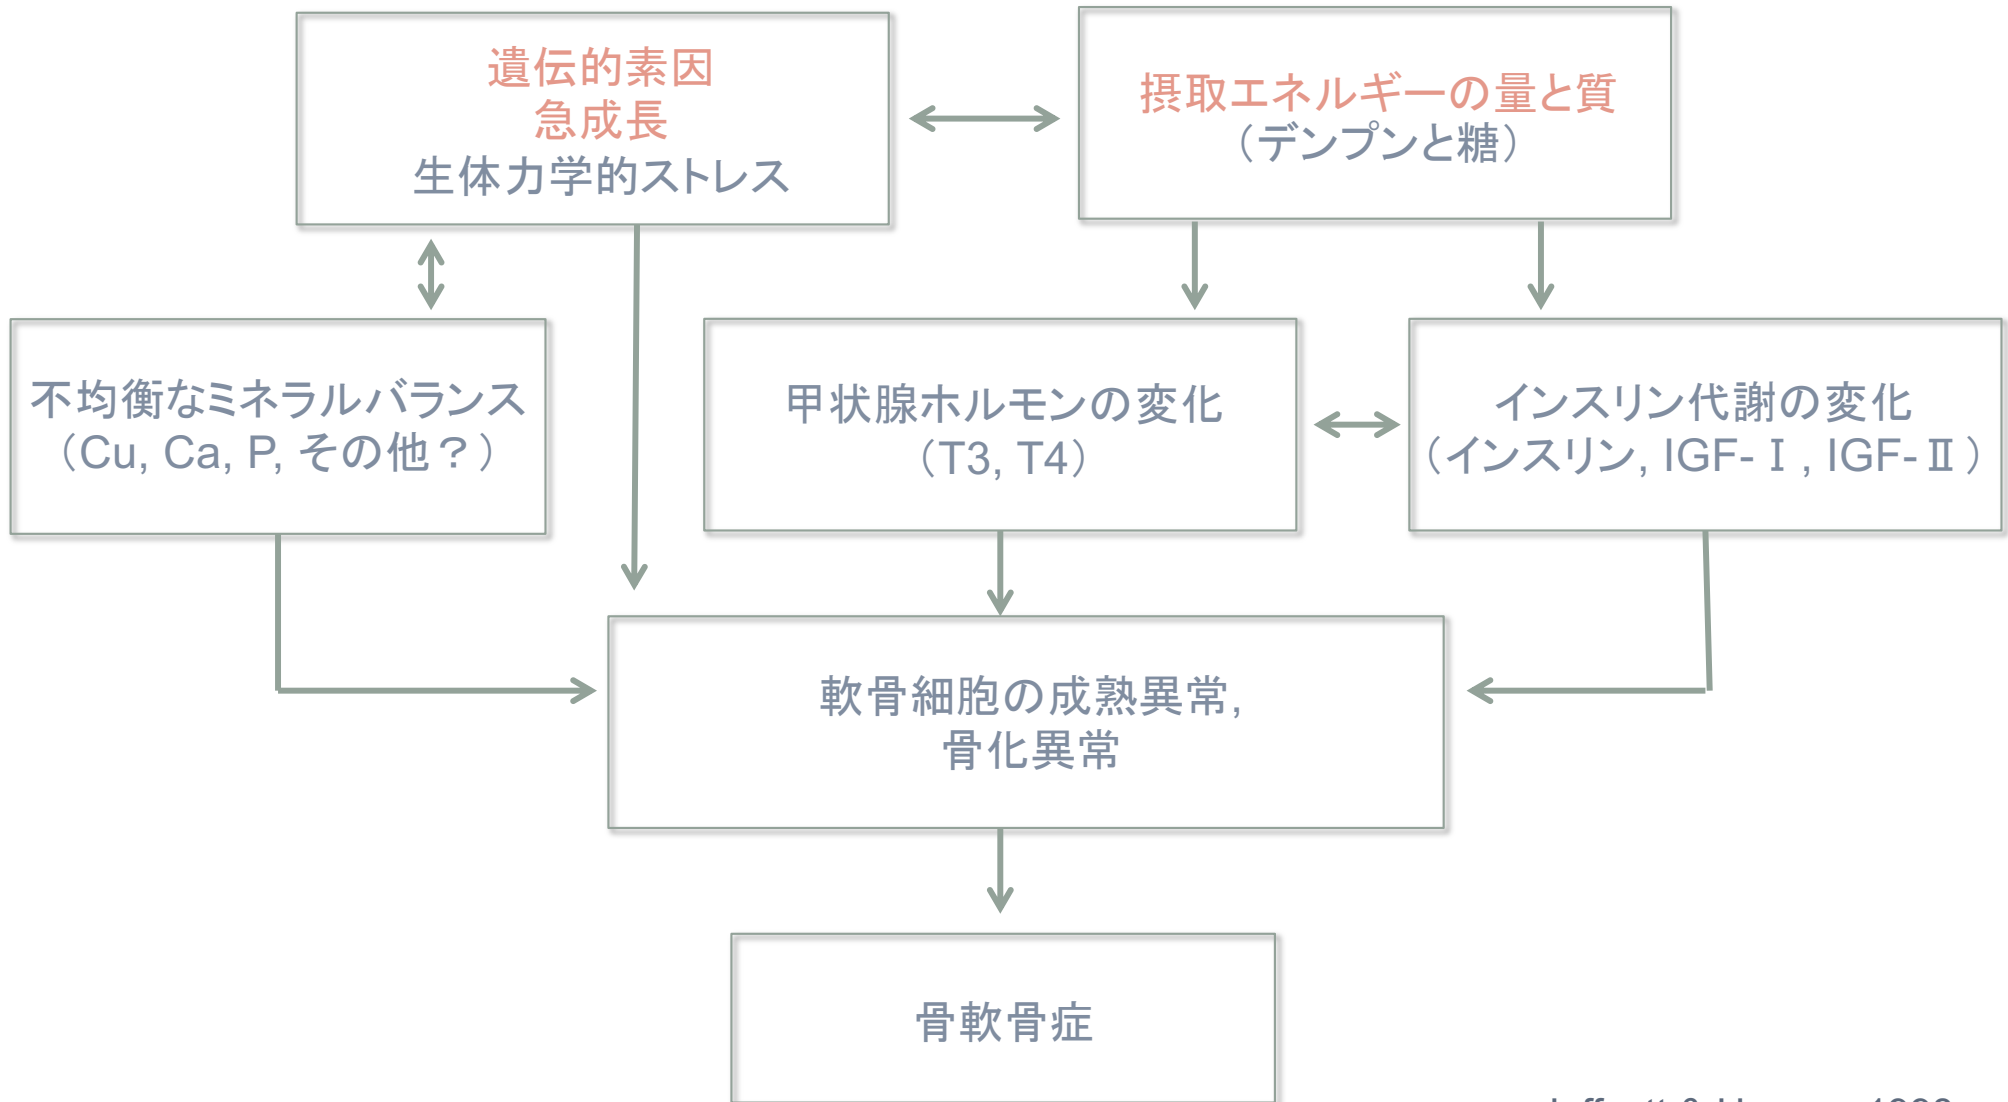 遺伝的素因
急成長
生体力学的ストレス
摂取エネルギーの量と質
（デンプンと糖）
不均衡なミネラルバランス
（Cu, Ca, P, その他？）
甲状腺ホルモンの変化
（T3, T4）
インスリン代謝の変化
（インスリン, IGF-Ⅰ, IGF-Ⅱ）
軟骨細胞の成熟異常,
骨化異常
骨軟骨症